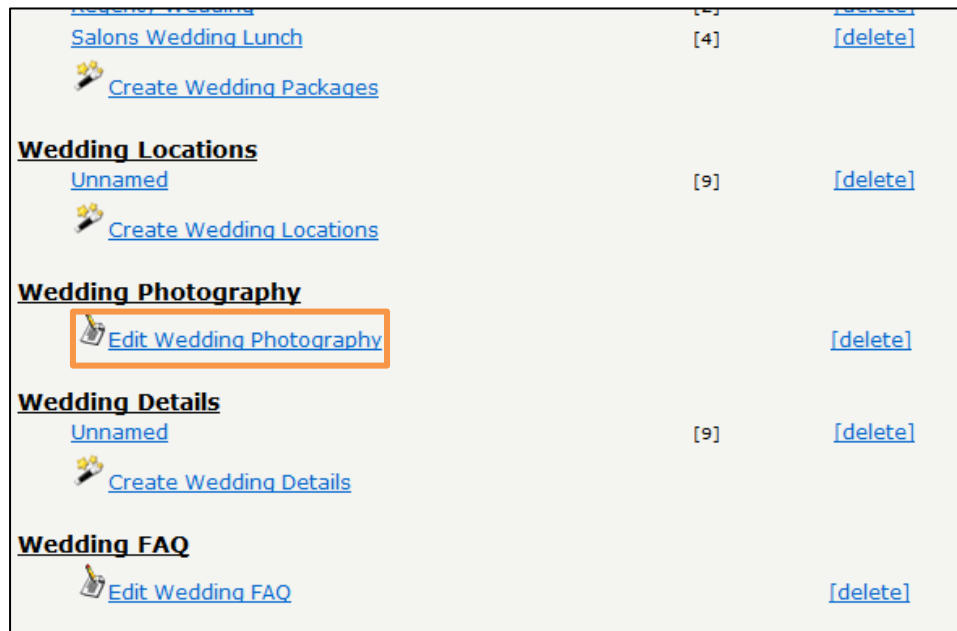 Salons Wedding Lunch [4] [delete]
Create Wedding Packages
Wedding Locations
Unnamed [9] [delete]
Create Wedding Locations
Wedding Photography
Edit Wedding Photography [delete]
Wedding Details
Unnamed [9] [delete]
Create Wedding Details
Wedding FAQ
Edit Wedding FAQ [delete]